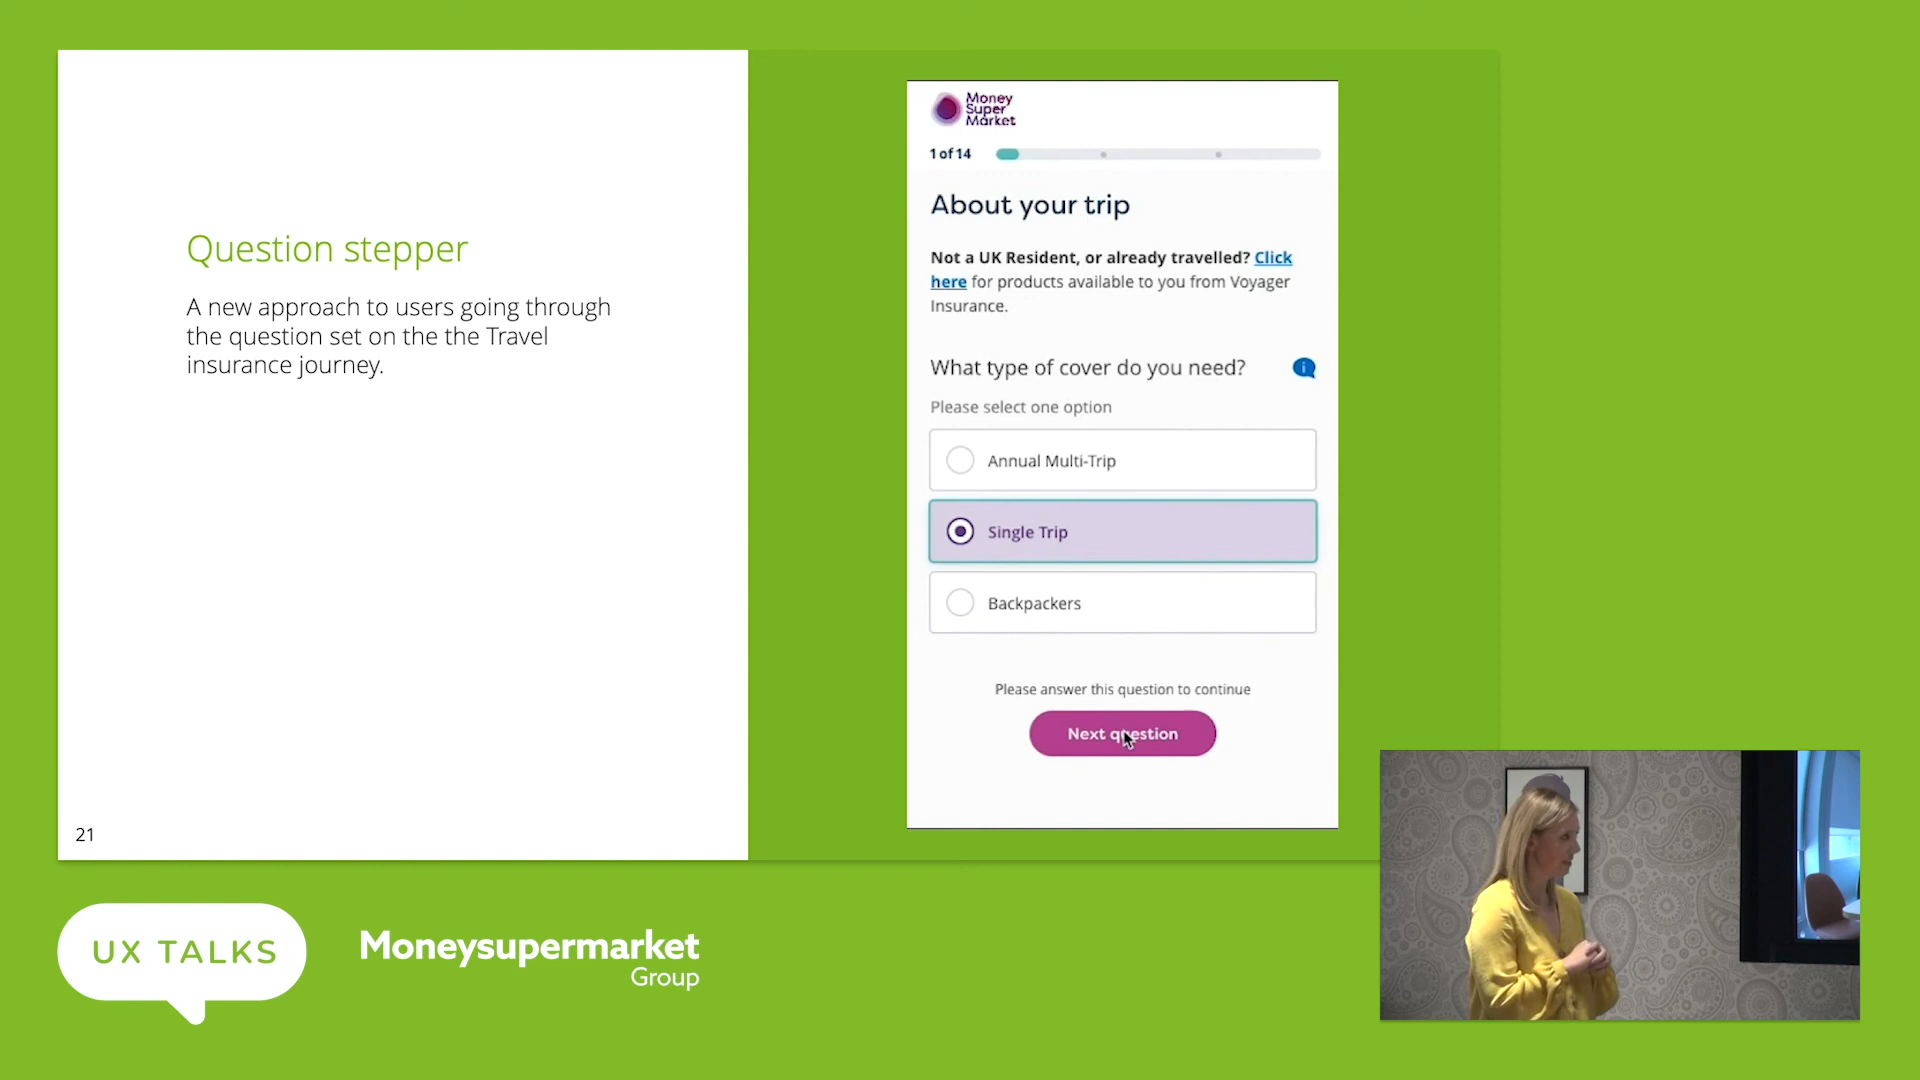 Question stepper
A new approach to users going through
the question set on the the Travel
insurance journey.
21
Money
Super
Market
1 of 14
About your trip
Not a UK Resident, or already travelled? Click
here for products available to you from Voyager
Insurance.
What type of cover do you need?
i
Please select one option
Annual Multi-Trip
Single Trip
Backpackers
Please answer this question to continue
Next question
UX TALKS
Moneysupermarket
Group